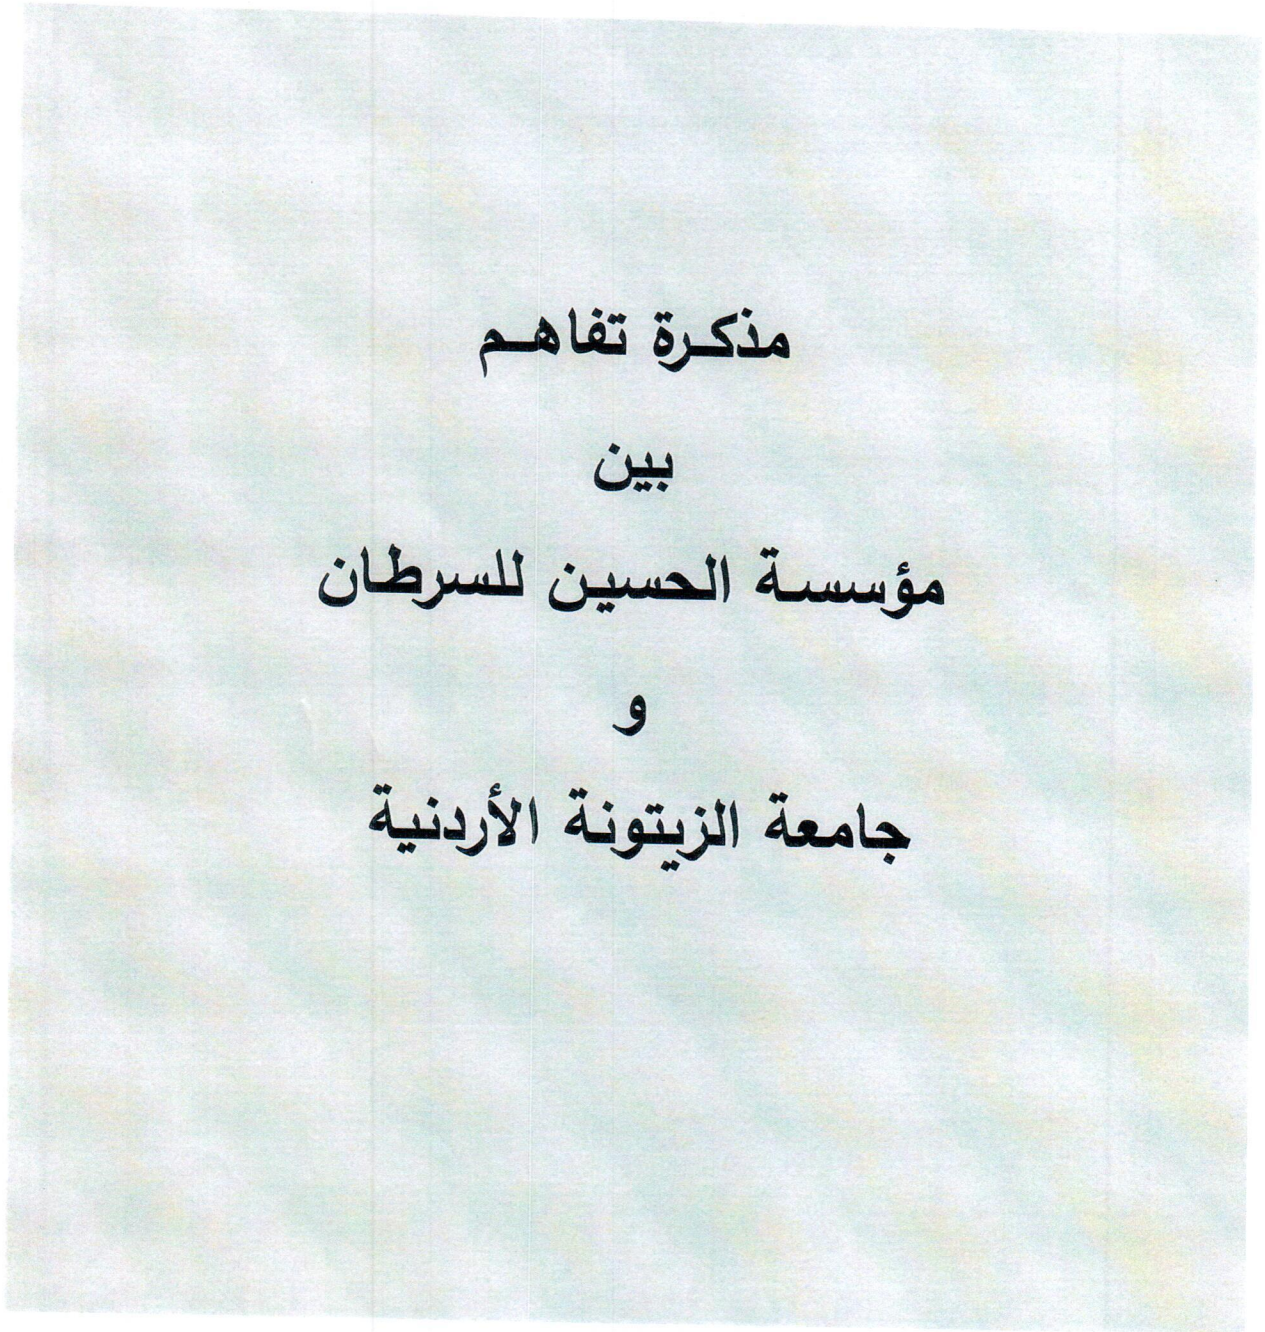 مذكرة تفاهم
بين
مؤسسة الحسين للسرطان
و
جامعة الزيتونة الأردنية